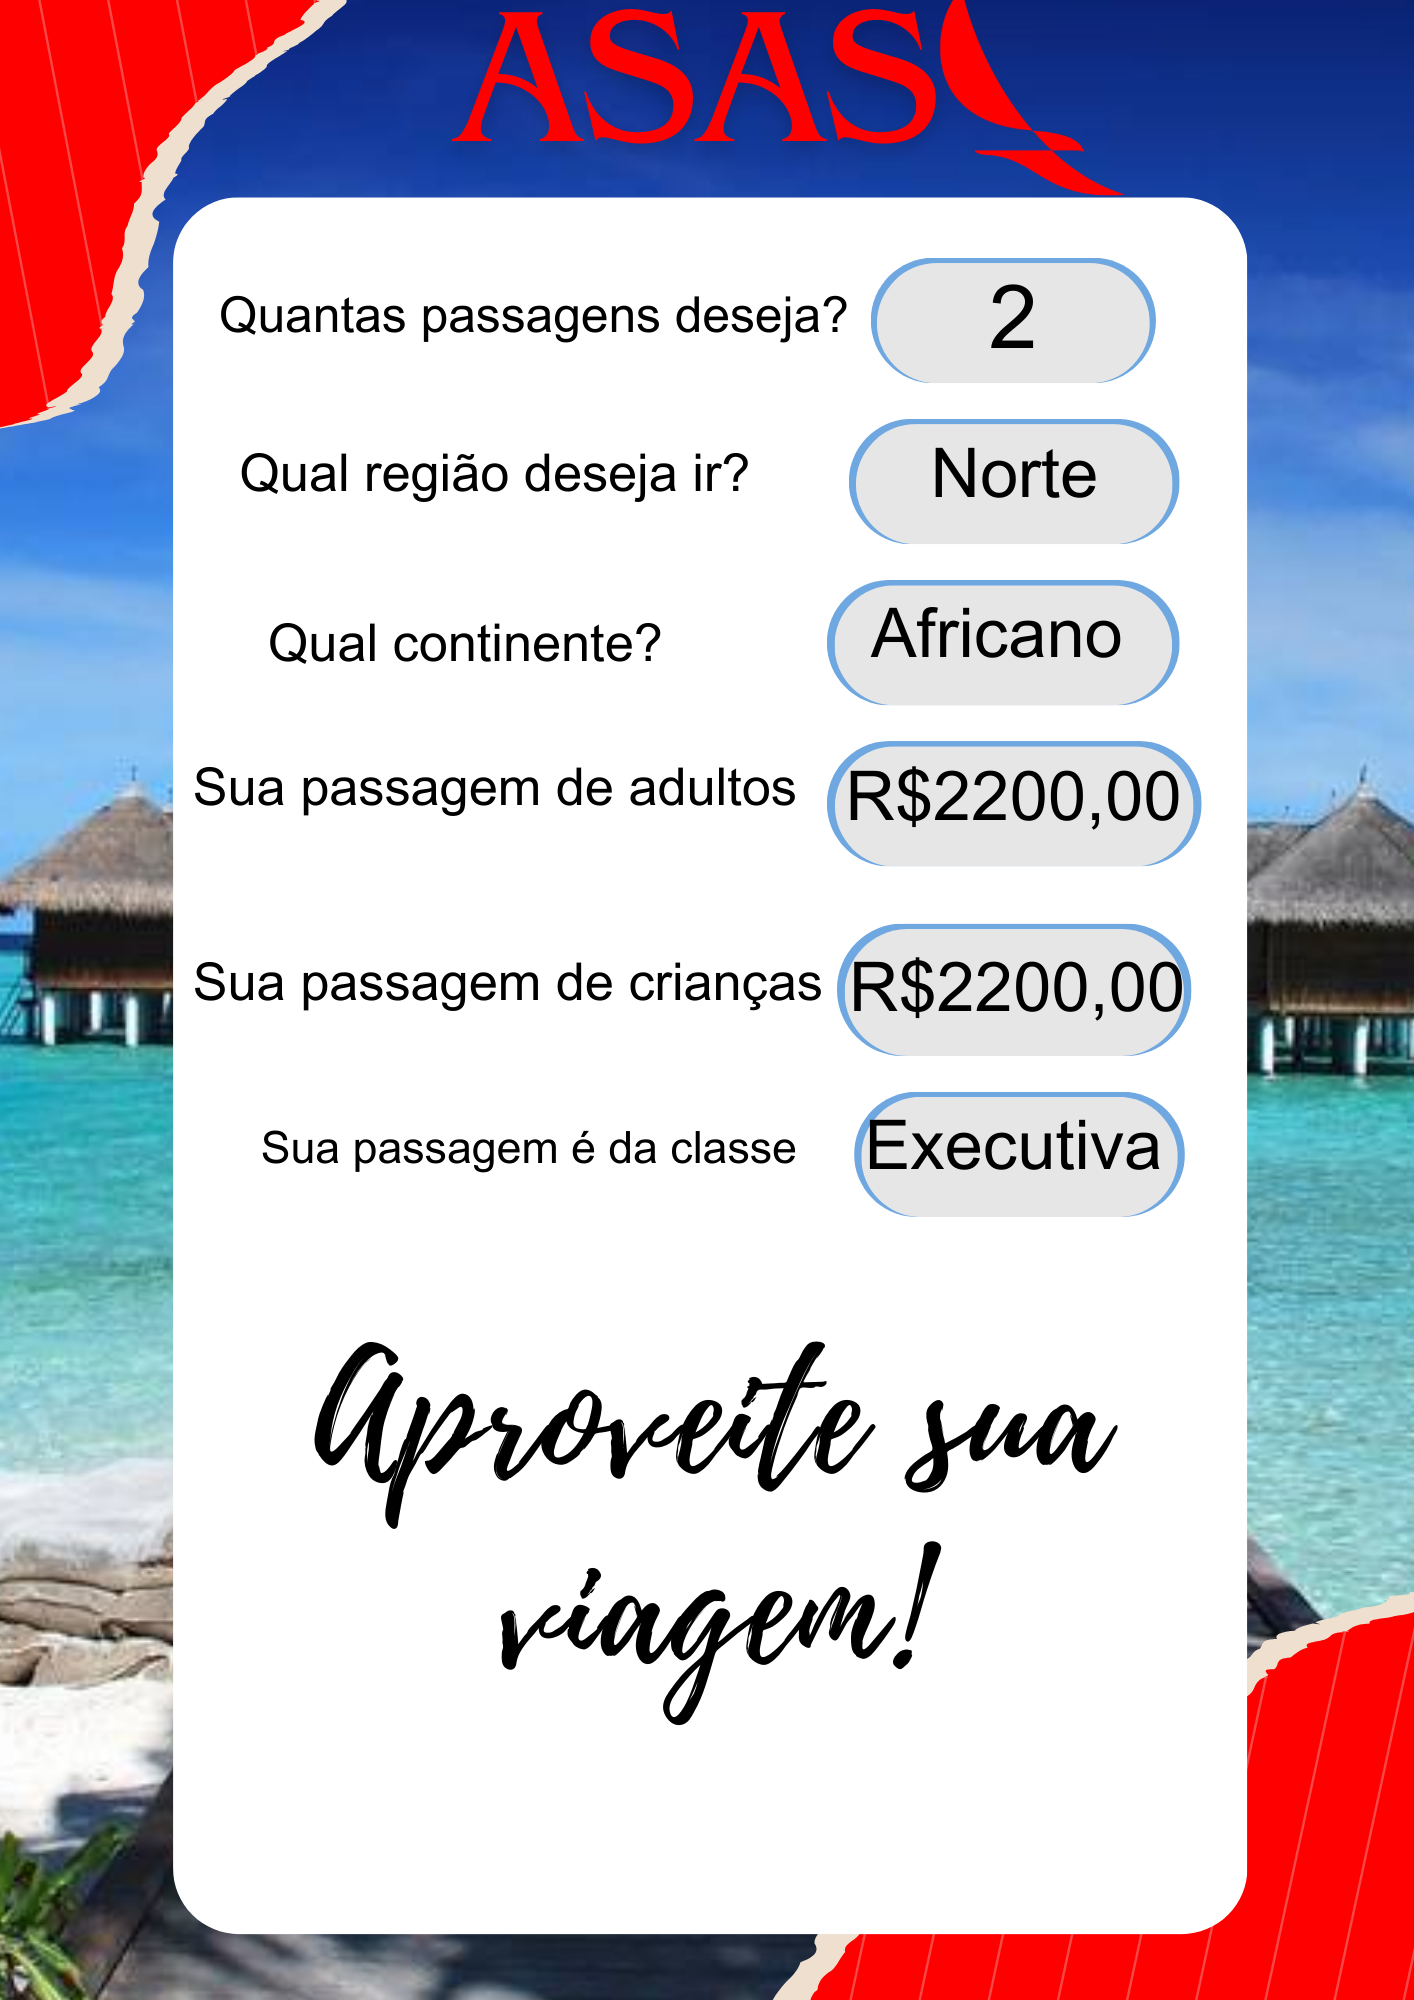 ASAS
Quantas passagens deseja? 2
Qual região deseja ir? Norte
Qual continente? Africano
Sua passagem de adultos R$2200,00
Sua passagem de crianças R$2200,00
Sua passagem é da classe Executiva
Aproveite sua
viagem!